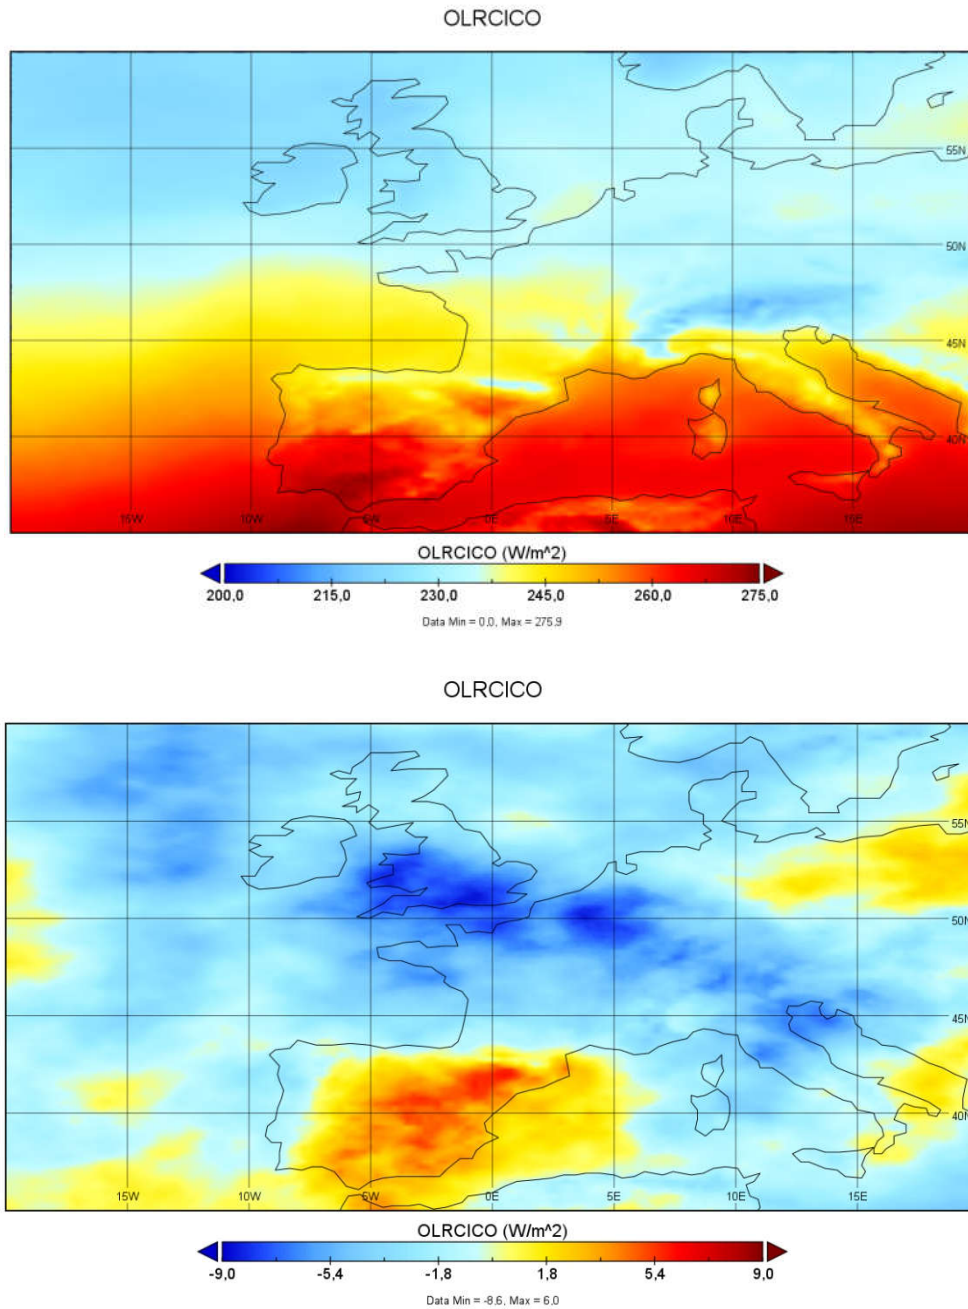 OLRCICO
55N
50N
45N
40N
15W 10W 5W 0E 5E 10E 15E
OLRCICO (W/m^2)
200,0 215,0 230,0 245,0 260,0 275,0
Data Min = 0,0, Max = 275,9
OLRCICO
55N
50N
45N
40N
15W 10W 5W 0E 5E 10E 15E
OLRCICO (W/m^2)
-9,0 -5,4 -1,8 1,8 5,4 9,0
Data Min = -8,6, Max = 6,0